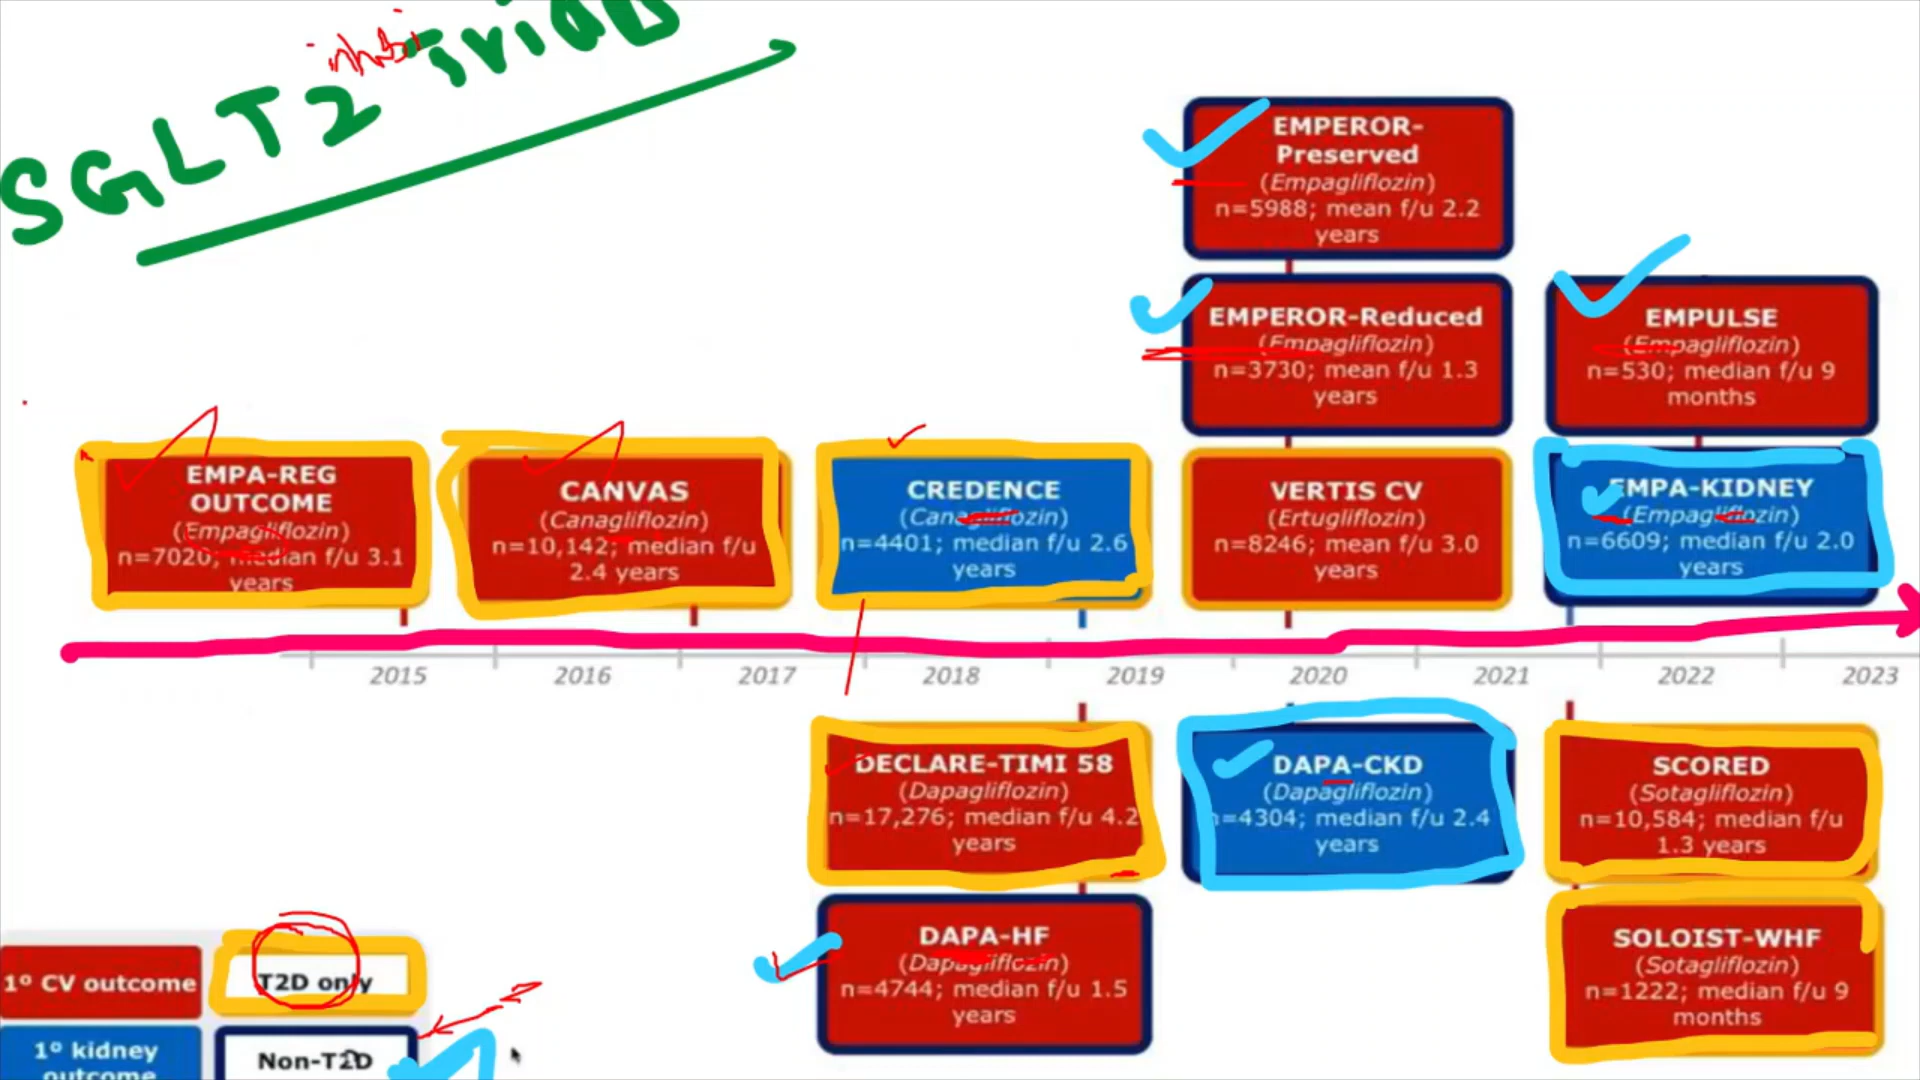 SGLT2
inhibi
Trials
EMPEROR-
Preserved
(Empagliflozin)
n=5988; mean f/u 2.2
years
EMPEROR-Reduced
(Empagliflozin)
n=3730; mean f/u 1.3
years
EMPULSE
(Empagliflozin)
n=530; median f/u 9
months
EMPA-REG
OUTCOME
(Empagliflozin)
n=7020; median f/u 3.1
years
CANVAS
(Canagliflozin)
n=10,142; median f/u
2.4 years
CREDENCE
(Canagliflozin)
n=4401; median f/u 2.6
years
VERTIS CV
(Ertugliflozin)
n=8246; mean f/u 3.0
years
EMPA-KIDNEY
(Empagliflozin)
n=6609; median f/u 2.0
years
2015 2016 2017 2018 2019 2020 2021 2022 2023
DECLARE-TIMI 58
(Dapagliflozin)
n=17,276; median f/u 4.2
years
DAPA-CKD
(Dapagliflozin)
n=4304; median f/u 2.4
years
SCORED
(Sotagliflozin)
n=10,584; median f/u
1.3 years
DAPA-HF
(Dapagliflozin)
n=4744; median f/u 1.5
years
SOLOIST-WHF
(Sotagliflozin)
n=1222; median f/u 9
months
1º CV outcome
T2D only
1º kidney
outcome
Non-T2D